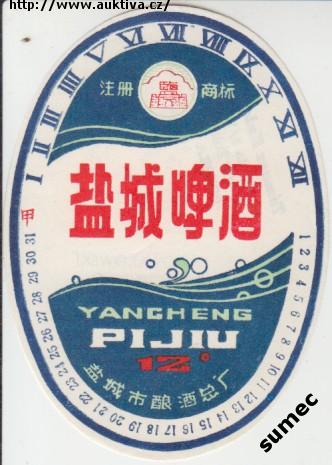 http://www.auktiva.cz/
I II III IV V VI VII VIII IX X XI XII
注册 商标
盐城啤酒
甲
YANCHENG
PIJIU
12°
盐城市酿酒总厂
1 2 3 4 5 6 7 8 9 10 11 12 13 14 15 16 17 18 19 20 21 22 23 24 25 26 27 28 29 30 31
sumec